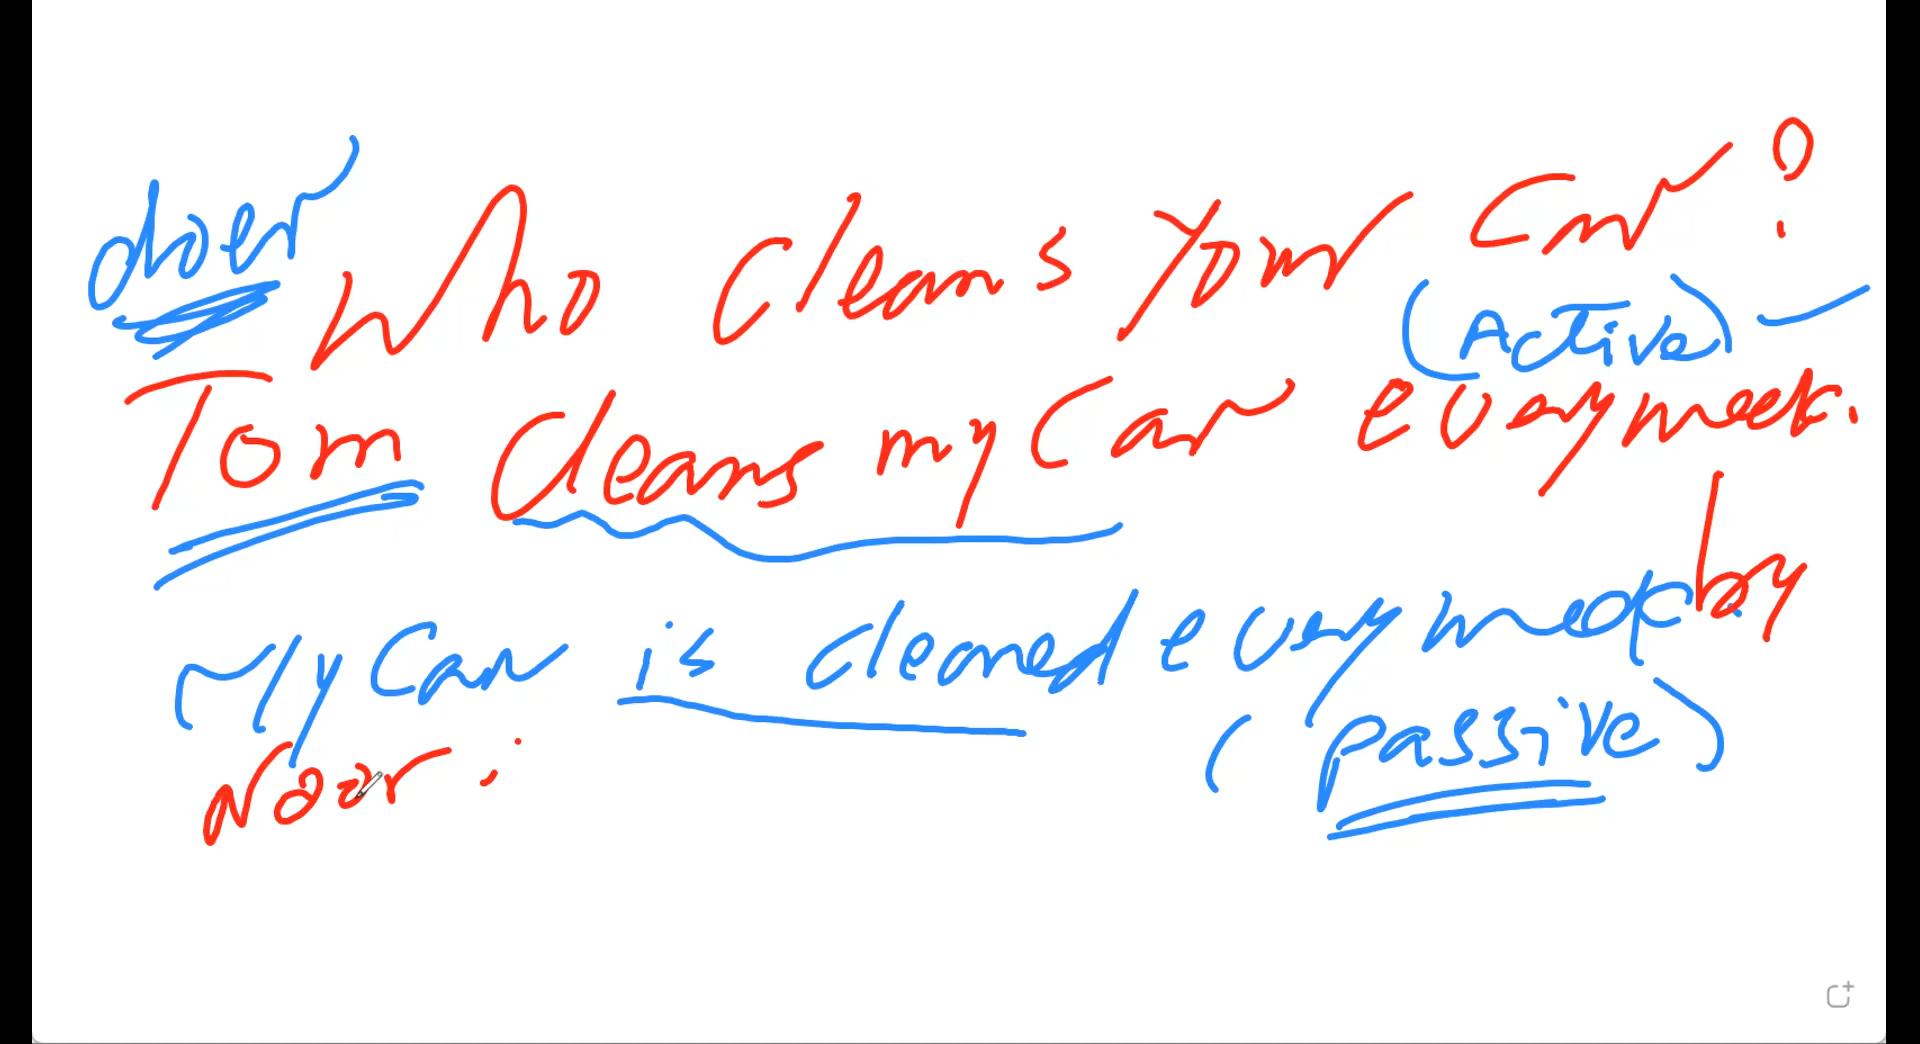 doer
Who cleans your car ?
(Active)
Tom cleans my car every week.
My car is cleaned every week by
Noor.
(passive)